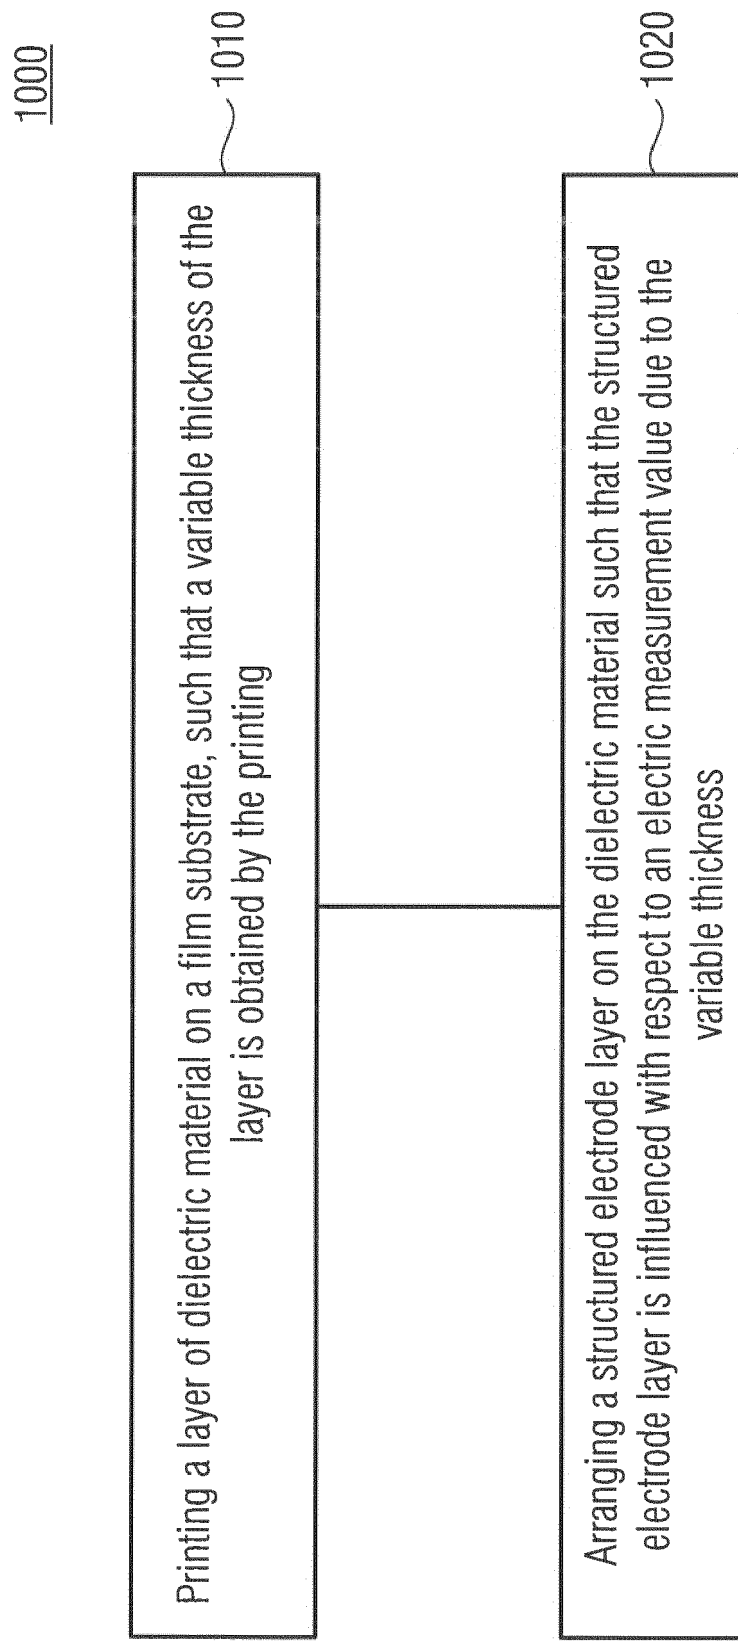 1000
1010
Printing a layer of dielectric material on a film substrate, such that a variable thickness of the
layer is obtained by the printing
1020
Arranging a structured electrode layer on the dielectric material such that the structured
electrode layer is influenced with respect to an electric measurement value due to the
variable thickness